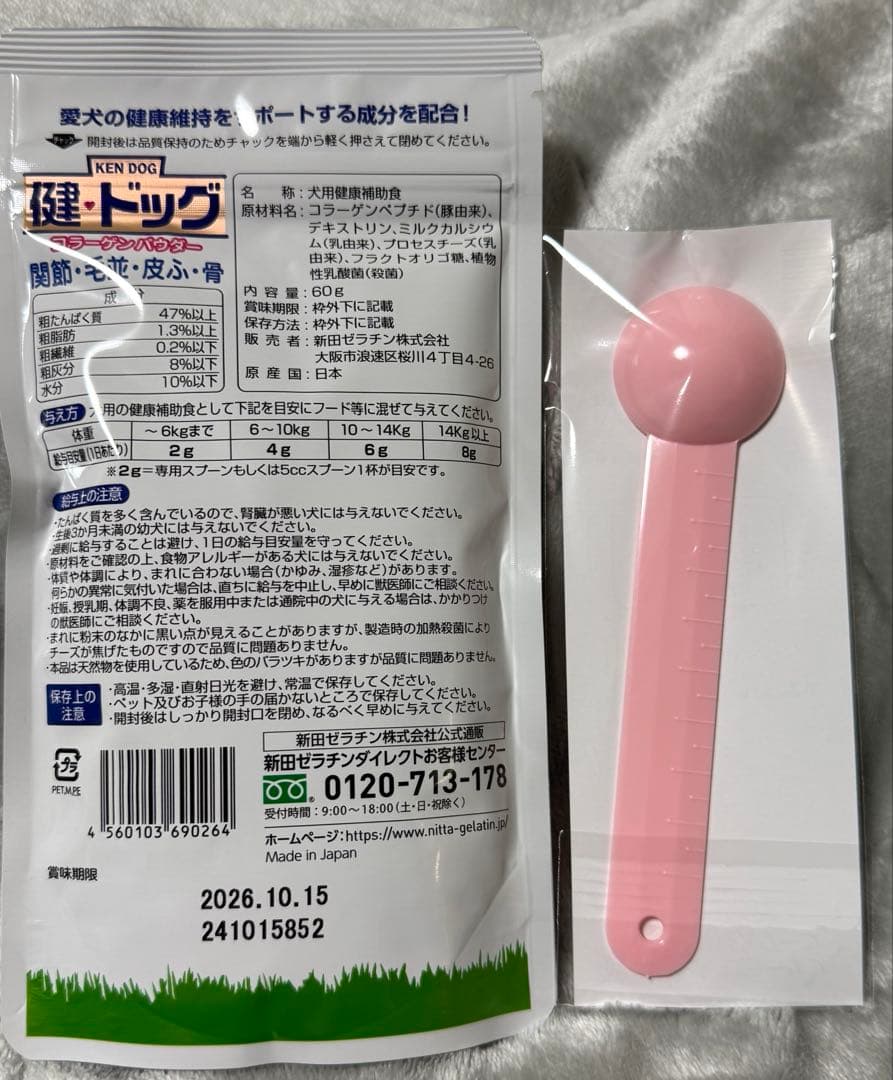 愛犬の健康維持をサポートする成分を配合！
チャック 開封後は品質保持のためチャックを端から軽く押さえて閉めてください。
KEN DOG
健・ドッグ
コラーゲンパウダー
関節・毛並・皮ふ・骨
成 分
粗たんぱく質 47%以上
粗脂肪 1.3%以上
粗繊維 0.2%以下
粗灰分 8%以下
水分 10%以下
名 称：犬用健康補助食
原材料名：コラーゲンペプチド（豚由来）、
デキストリン、ミルクカルシウ
ム（乳由来）、プロセスチーズ（乳
由来）、フラクトオリゴ糖、植物
性乳酸菌（殺菌）
内 容 量：60g
賞味期限：枠外下に記載
保存方法：枠外下に記載
販 売 者：新田ゼラチン株式会社
大阪市浪速区桜川4丁目4-26
原 産 国：日本
与え方 犬用の健康補助食として下記を目安にフード等に混ぜて与えてください。
体重 ～6kgまで 6～10kg 10～14Kg 14Kg以上
給与目安量（1日あたり） 2g 4g 6g 8g
※2g＝専用スプーンもしくは5ccスプーン1杯が目安です。
給与上の注意
・たんぱく質を多く含んでいるので、腎臓が悪い犬には与えないでください。
・生後3か月未満の幼犬には与えないでください。
・過剰に給与することは避け、1日の給与目安量を守ってください。
・原材料をご確認の上、食物アレルギーがある犬には与えないでください。
・体質や体調により、まれに合わない場合（かゆみ、湿疹など）があります。
何らかの異常に気付いた場合は、直ちに給与を中止し、早めに獣医師にご相談ください。
・妊娠、授乳期、体調不良、薬を服用中または通院中の犬に与える場合は、かかりつけ
の獣医師にご相談ください。
・まれに粉末のなかに黒い点が見えることがありますが、製造時の加熱殺菌により
チーズが焦げたものですので品質に問題ありません。
・本品は天然物を使用しているため、色のバラツキがありますが品質に問題ありません。
保存上の
注意
・高温・多湿・直射日光を避け、常温で保存してください。
・ペット及びお子様の手の届かないところで保存してください。
・開封後はしっかり開封口を閉め、なるべく早めに与えてください。
プラ
PET,M,PE
4 560103 690264
新田ゼラチン株式会社公式通販
新田ゼラチンダイレクトお客様センター
0120-713-178
受付時間：9:00～18:00（土・日・祝除く）
ホームページ：https://www.nitta-gelatin.jp/
Made in Japan
賞味期限
2026.10.15
241015852